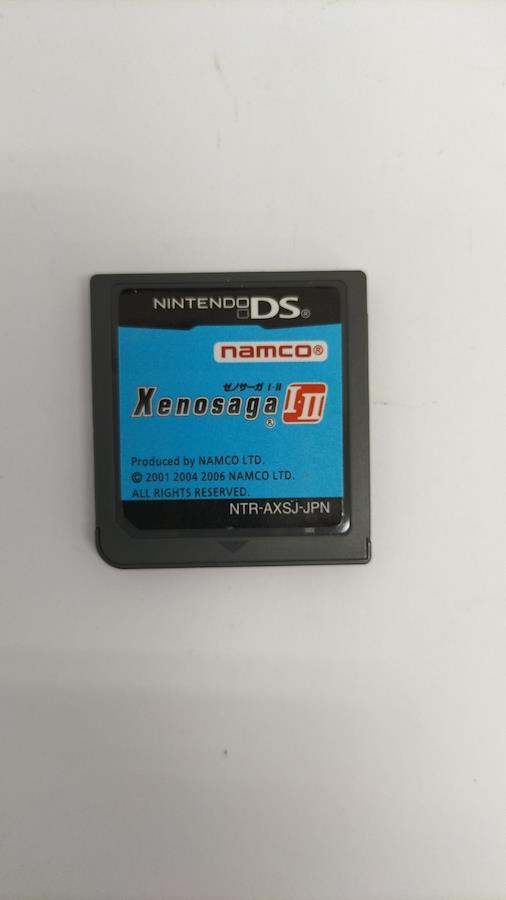 NINTENDO DS®
namco®
ゼノサーガ I・II
Xenosaga I・II ®
Produced by NAMCO LTD.
© 2001 2004 2006 NAMCO LTD.
ALL RIGHTS RESERVED.
NTR-AXSJ-JPN